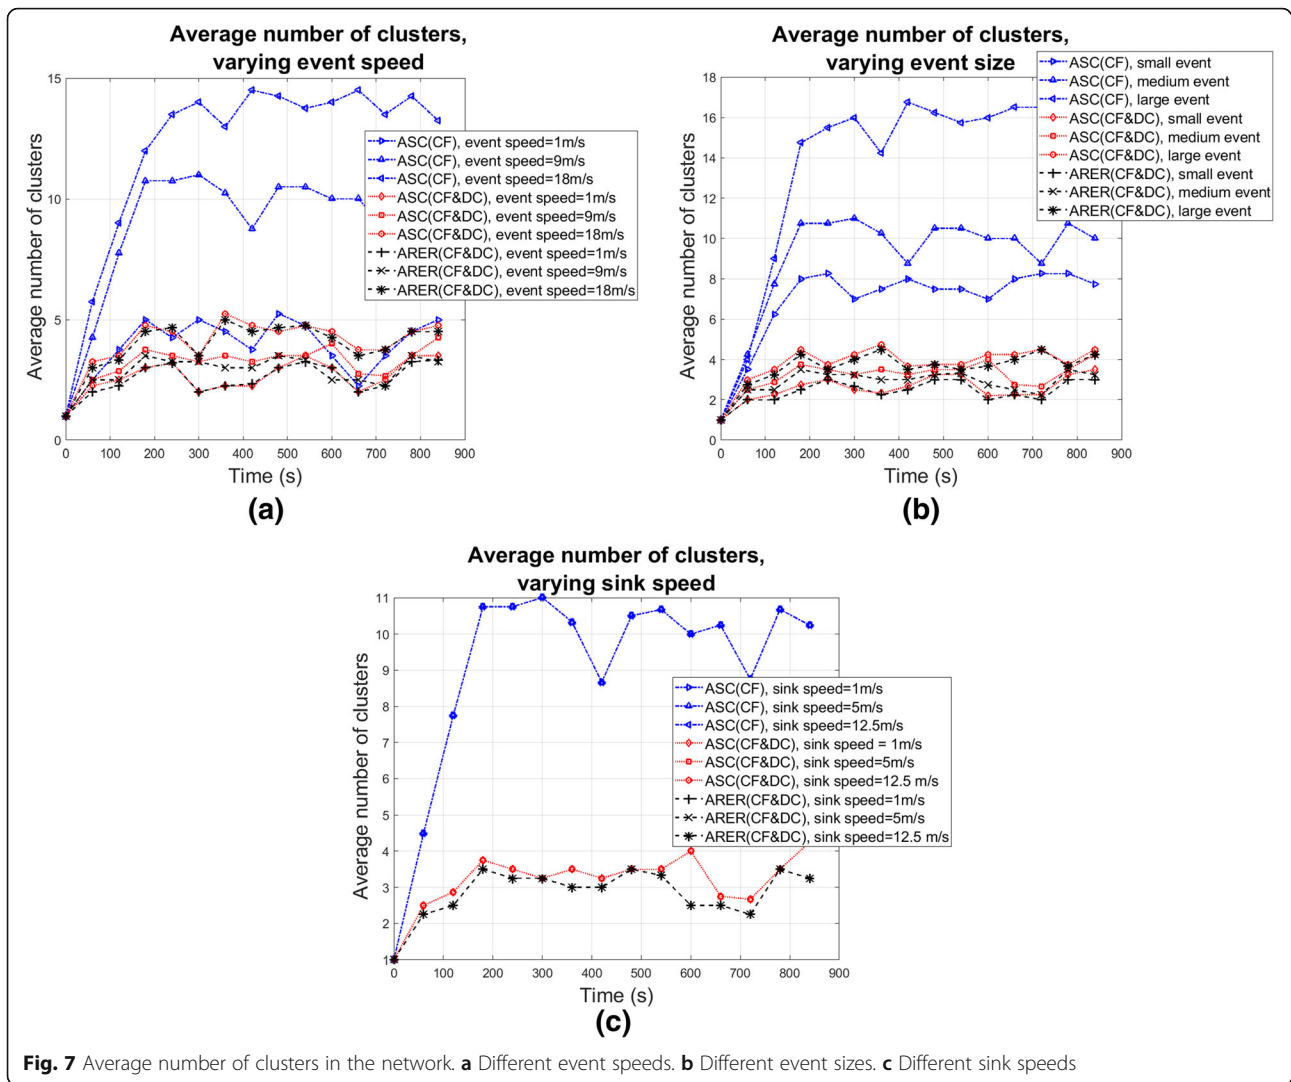 Average number of clusters,
varying event speed
Average number of clusters
15
10
5
0
0 100 200 300 400 500 600 700 800 900
Time (s)
ASC(CF), event speed=1m/s
ASC(CF), event speed=9m/s
ASC(CF), event speed=18m/s
ASC(CF&DC), event speed=1m/s
ASC(CF&DC), event speed=9m/s
ASC(CF&DC), event speed=18m/s
ARER(CF&DC), event speed=1m/s
ARER(CF&DC), event speed=9m/s
ARER(CF&DC), event speed=18m/s
(a)
Average number of clusters,
varying event size
Average number of clusters
18
16
14
12
10
8
6
4
2
0
0 100 200 300 400 500 600 700 800 900
Time (s)
ASC(CF), small event
ASC(CF), medium event
ASC(CF), large event
ASC(CF&DC), small event
ASC(CF&DC), medium event
ASC(CF&DC), large event
ARER(CF&DC), small event
ARER(CF&DC), medium event
ARER(CF&DC), large event
(b)
Average number of clusters,
varying sink speed
Average number of clusters
11
10
9
8
7
6
5
4
3
2
1
0 100 200 300 400 500 600 700 800 900
Time (s)
ASC(CF), sink speed=1m/s
ASC(CF), sink speed=5m/s
ASC(CF), sink speed=12.5m/s
ASC(CF&DC), sink speed = 1m/s
ASC(CF&DC), sink speed=5m/s
ASC(CF&DC), sink speed=12.5 m/s
ARER(CF&DC), sink speed=1m/s
ARER(CF&DC), sink speed=5m/s
ARER(CF&DC), sink speed=12.5 m/s
(c)
Fig. 7 Average number of clusters in the network. a Different event speeds. b Different event sizes. c Different sink speeds